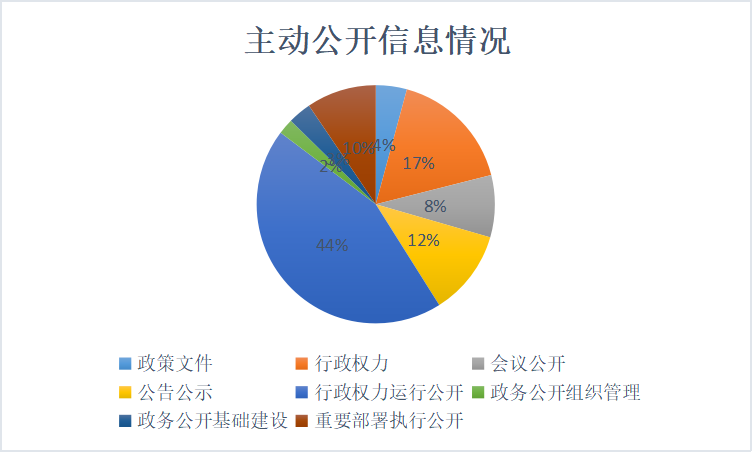 主动公开信息情况
10%
4%
17%
2%
8%
12%
44%
政策文件 行政权力 会议公开
公告公示 行政权力运行公开 政务公开组织管理
政务公开基础建设 重要部署执行公开